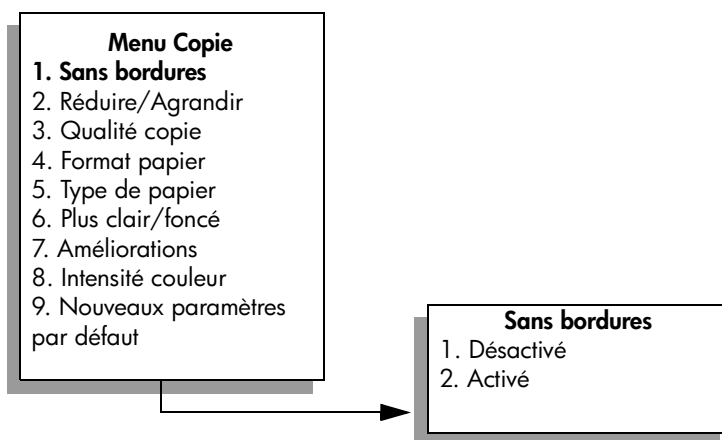 Menu Copie
1. Sans bordures
2. Réduire/Agrandir
3. Qualité copie
4. Format papier
5. Type de papier
6. Plus clair/foncé
7. Améliorations
8. Intensité couleur
9. Nouveaux paramètres
par défaut
Sans bordures
1. Désactivé
2. Activé